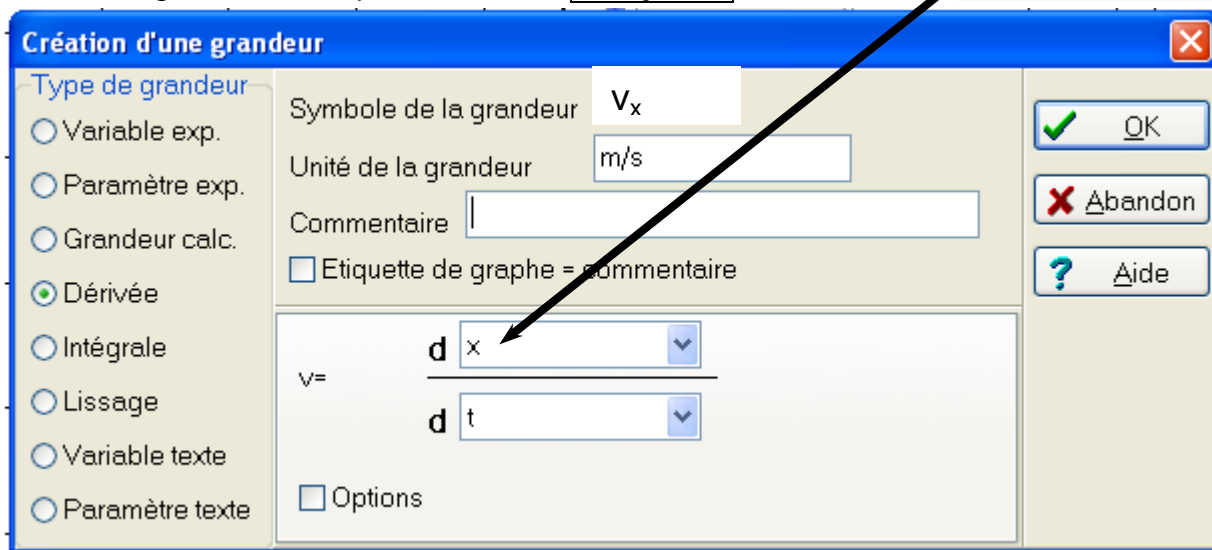 Création d'une grandeur
Type de grandeur
Variable exp.
Paramètre exp.
Grandeur calc.
Dérivée
Intégrale
Lissage
Variable texte
Paramètre texte
Symbole de la grandeur vₓ
Unité de la grandeur m/s
Commentaire
Etiquette de graphe = commentaire
v=
d x
d t
Options
OK
Abandon
Aide